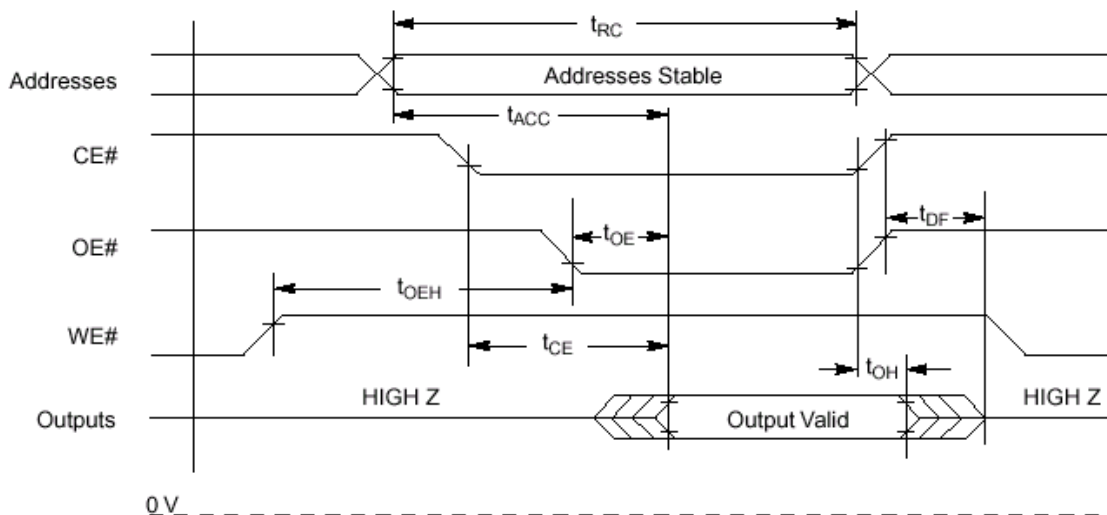 tRC
Addresses
Addresses Stable
tACC
CE#
tDF
OE#
tOE
tOEH
WE#
tCE
tOH
HIGH Z
HIGH Z
Outputs
Output Valid
0 V